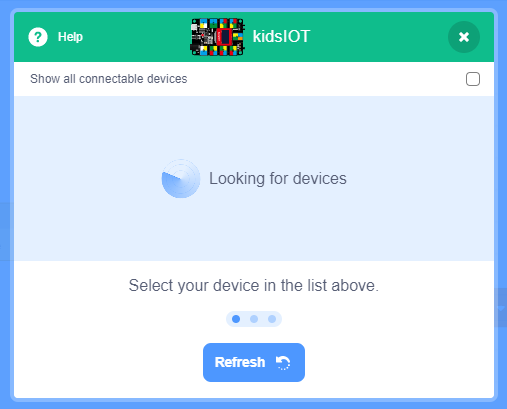 ? Help
kidsIOT
Show all connectable devices
Looking for devices
Select your device in the list above.
Refresh